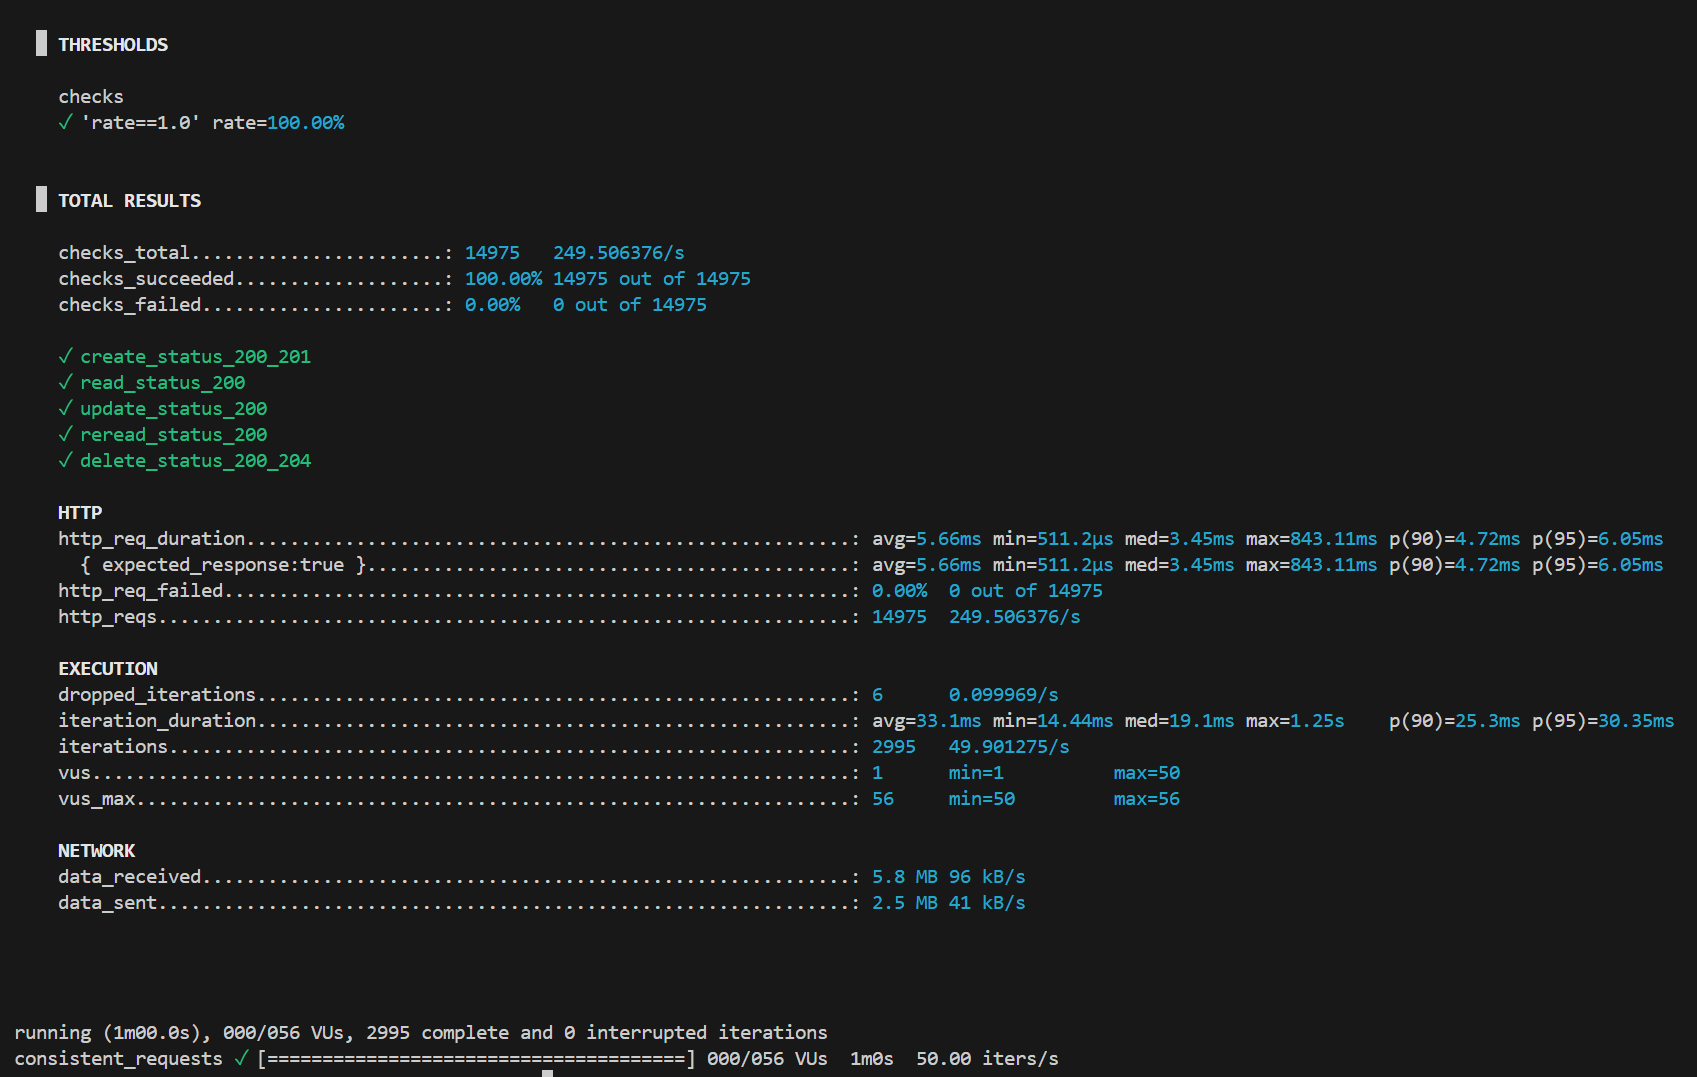 THRESHOLDS
checks
✓ 'rate==1.0' rate=100.00%
TOTAL RESULTS
checks_total.......................: 14975   249.506376/s
checks_succeeded...................: 100.00% 14975 out of 14975
checks_failed......................: 0.00%   0 out of 14975
✓ create_status_200_201
✓ read_status_200
✓ update_status_200
✓ reread_status_200
✓ delete_status_200_204
HTTP
http_req_duration.......................................................: avg=5.66ms min=511.2µs med=3.45ms max=843.11ms p(90)=4.72ms p(95)=6.05ms
{ expected_response:true }............................................: avg=5.66ms min=511.2µs med=3.45ms max=843.11ms p(90)=4.72ms p(95)=6.05ms
http_req_failed.........................................................: 0.00%  0 out of 14975
http_reqs...............................................................: 14975  249.506376/s
EXECUTION
dropped_iterations......................................................: 6      0.099969/s
iteration_duration......................................................: avg=33.1ms min=14.44ms med=19.1ms max=1.25s    p(90)=25.3ms p(95)=30.35ms
iterations..............................................................: 2995   49.901275/s
vus.....................................................................: 1      min=1          max=50
vus_max.................................................................: 56     min=50         max=56
NETWORK
data_received...........................................................: 5.8 MB 96 kB/s
data_sent...............................................................: 2.5 MB 41 kB/s
running (1m00.0s), 000/056 VUs, 2995 complete and 0 interrupted iterations
consistent_requests ✓ [======================================] 000/056 VUs  1m0s  50.00 iters/s